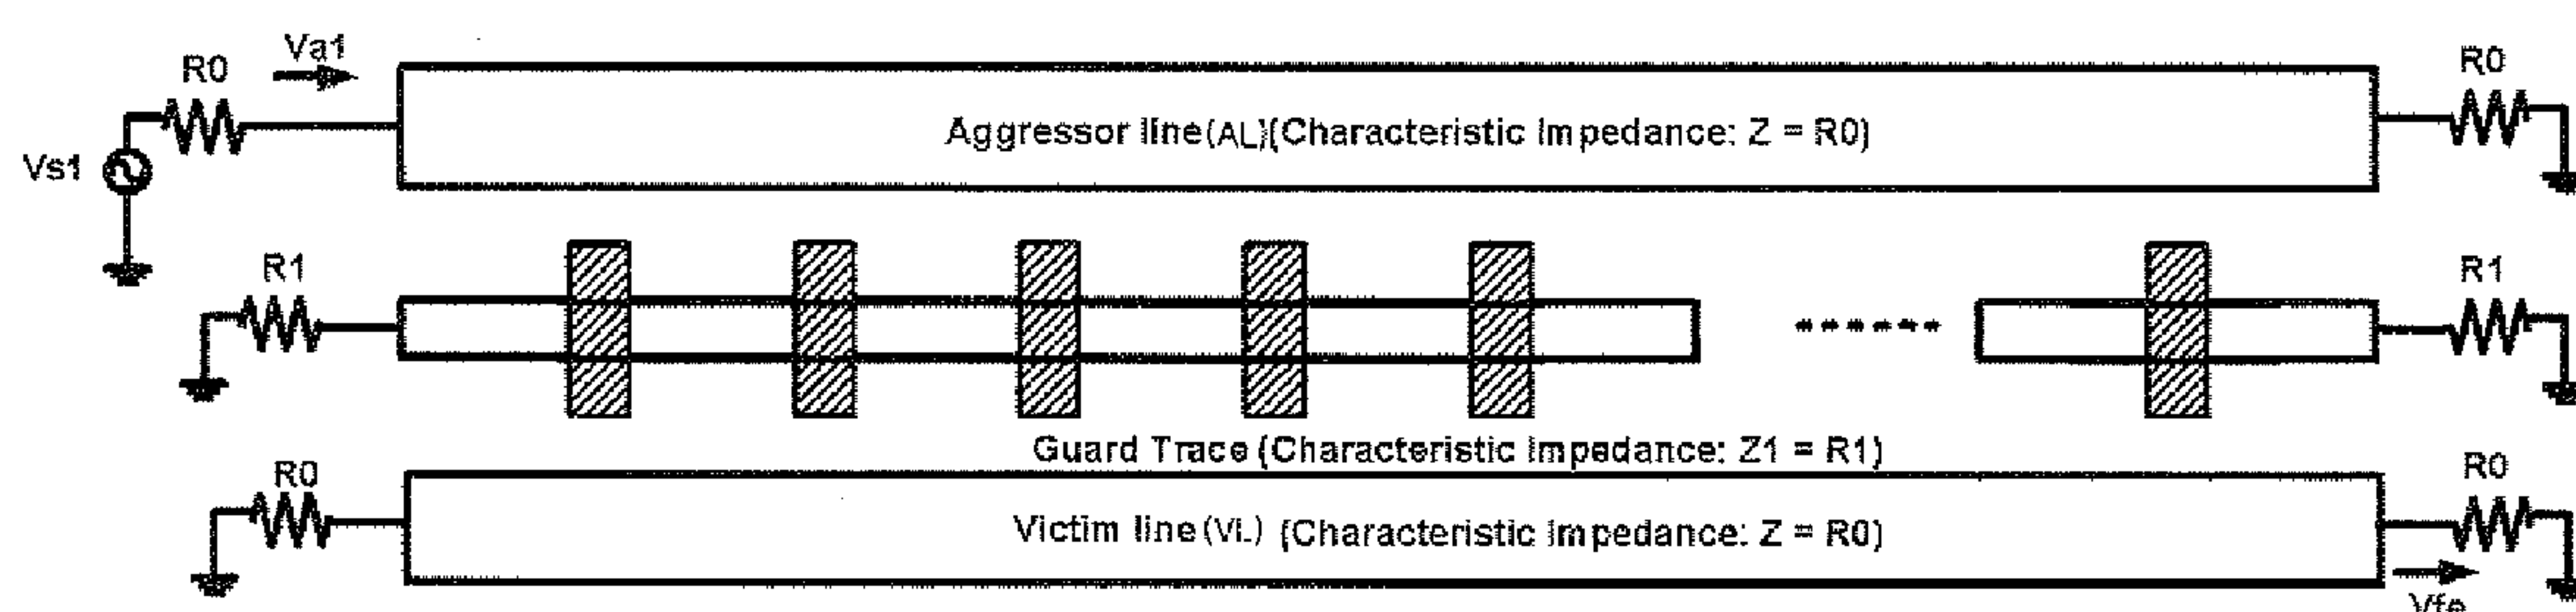 Va1
R0
R0
Aggressor line(AL)(Characteristic Impedance: Z = R0)
Vs1
R1
R1
Guard Trace (Characteristic Impedance: Z1 = R1)
R0
R0
Victim line(VL) (Characteristic Impedance: Z = R0)
Vfe